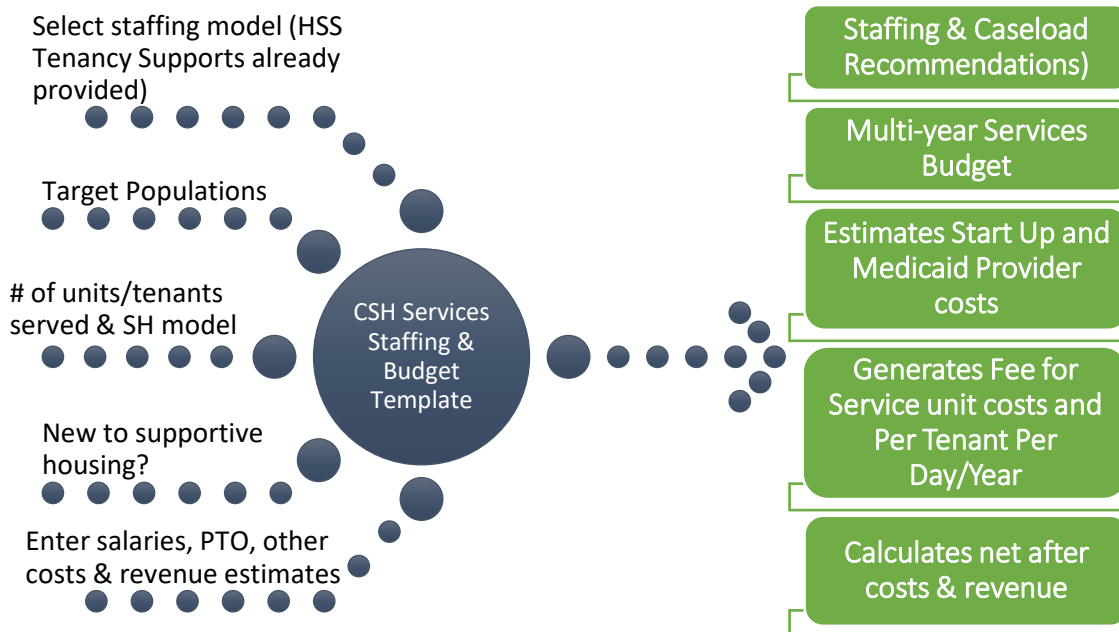 Select staffing model (HSS
Tenancy Supports already
provided)
Target Populations
# of units/tenants
served & SH model
New to supportive
housing?
Enter salaries, PTO, other
costs & revenue estimates
CSH Services
Staffing &
Budget
Template
Staffing & Caseload
Recommendations)
Multi-year Services
Budget
Estimates Start Up and
Medicaid Provider
costs
Generates Fee for
Service unit costs and
Per Tenant Per
Day/Year
Calculates net after
costs & revenue